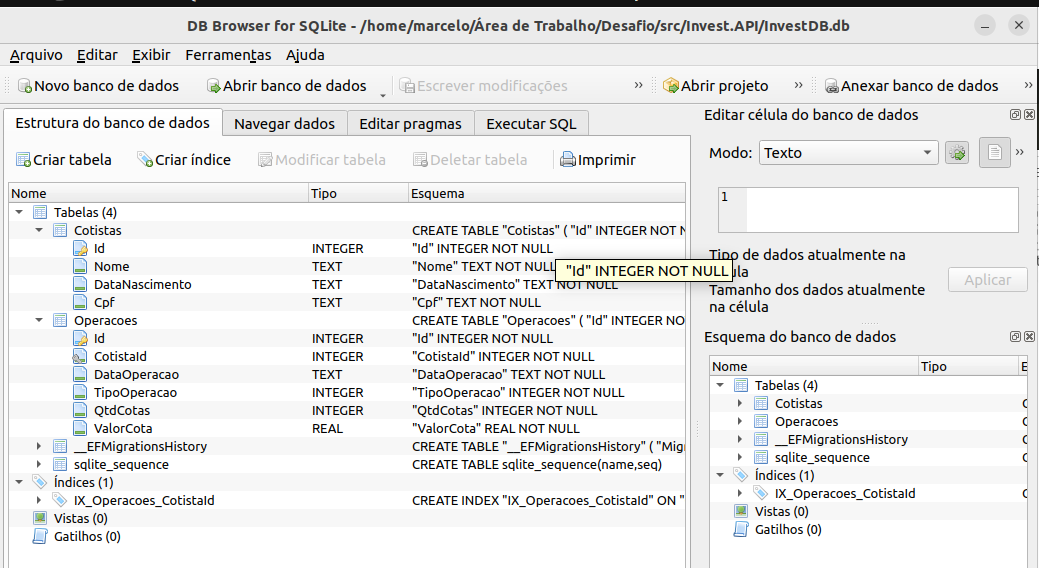 DB Browser for SQLite - /home/marcelo/Área de Trabalho/Desafio/src/Invest.API/InvestDB.db
Arquivo Editar Exibir Ferramentas Ajuda
Novo banco de dados Abrir banco de dados Escrever modificações » Abrir projeto » Anexar banco de dados »
Estrutura do banco de dados Navegar dados Editar pragmas Executar SQL
Criar tabela Criar índice Modificar tabela Deletar tabela Imprimir
Nome Tipo Esquema
Tabelas (4)
Cotistas CREATE TABLE "Cotistas" ( "Id" INTEGER NOT N
Id INTEGER "Id" INTEGER NOT NULL
Nome TEXT "Nome" TEXT NOT NULL
"Id" INTEGER NOT NULL
DataNascimento TEXT "DataNascimento" TEXT NOT NULL
Cpf TEXT "Cpf" TEXT NOT NULL
Operacoes CREATE TABLE "Operacoes" ( "Id" INTEGER NO
Id INTEGER "Id" INTEGER NOT NULL
CotistaId INTEGER "CotistaId" INTEGER NOT NULL
DataOperacao TEXT "DataOperacao" TEXT NOT NULL
TipoOperacao INTEGER "TipoOperacao" INTEGER NOT NULL
QtdCotas INTEGER "QtdCotas" INTEGER NOT NULL
ValorCota REAL "ValorCota" REAL NOT NULL
__EFMigrationsHistory CREATE TABLE "__EFMigrationsHistory" ( "Mig
sqlite_sequence CREATE TABLE sqlite_sequence(name,seq)
Índices (1)
IX_Operacoes_CotistaId CREATE INDEX "IX_Operacoes_CotistaId" ON "
Vistas (0)
Gatilhos (0)
Editar célula do banco de dados
Modo: Texto »
1
Tipo de dados atualmente na
Tamanho dos dados atualmente
na célula
Aplicar
Esquema do banco de dados
Nome Tipo E
Tabelas (4)
Cotistas
Operacoes
__EFMigrationsHistory
sqlite_sequence
Índices (1)
IX_Operacoes_CotistaId
Vistas (0)
Gatilhos (0)